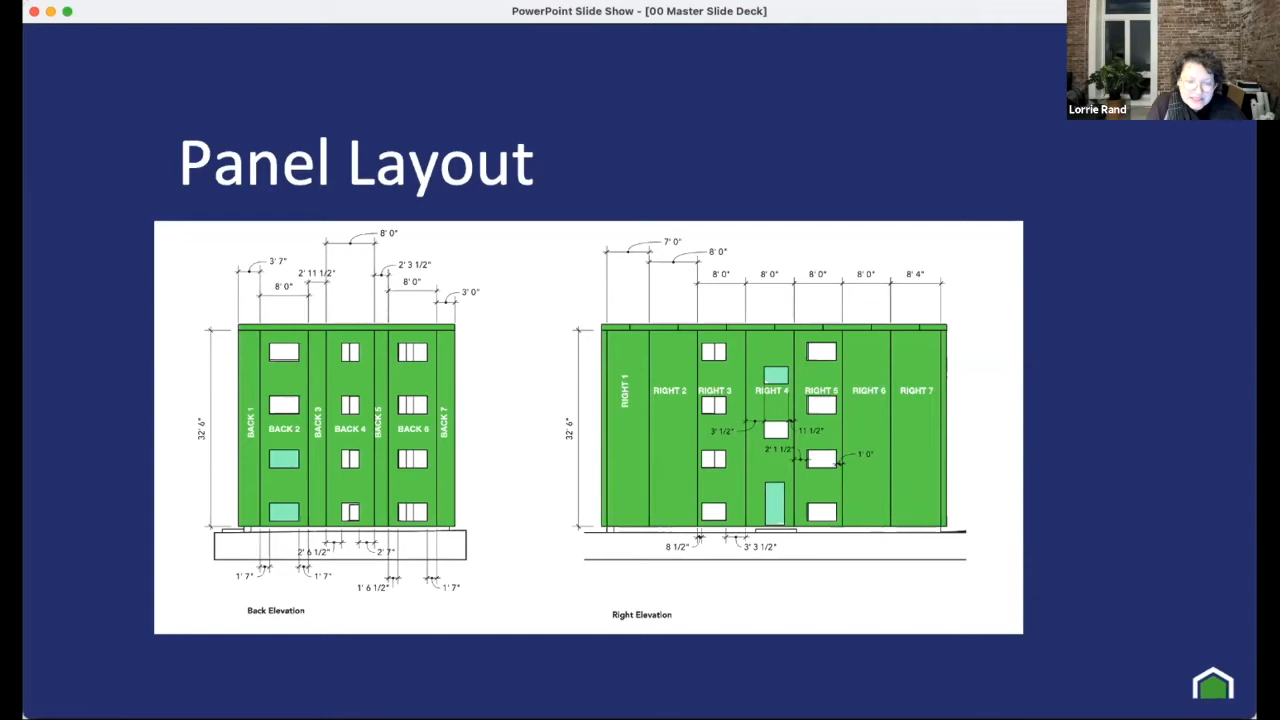 PowerPoint Slide Show - [00 Master Slide Deck]
Lorrie Rand
Panel Layout
8' 0"
3' 7"
2' 11 1/2"
8' 0"
2' 3 1/2"
8' 0"
3' 0"
32' 6"
BACK 1
BACK 2
BACK 3
BACK 4
BACK 5
BACK 6
BACK 7
2' 6 1/2"
2' 7"
1' 7"
1' 7"
1' 6 1/2"
1' 7"
Back Elevation
7' 0"
8' 0"
8' 0"
8' 0"
8' 0"
8' 0"
8' 4"
32' 6"
RIGHT 1
RIGHT 2
RIGHT 3
RIGHT 4
RIGHT 5
RIGHT 6
RIGHT 7
3' 1/2"
11 1/2"
2' 1 1/2"
1' 0"
8 1/2"
3' 3 1/2"
Right Elevation